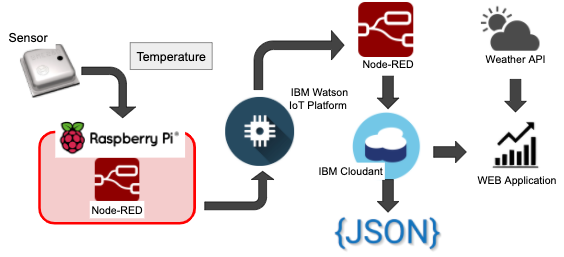 Sensor
Temperature
Raspberry Pi®
Node-RED
IBM Watson
IoT Platform
Node-RED
IBM Cloudant
{JSON}
Weather API
WEB Application